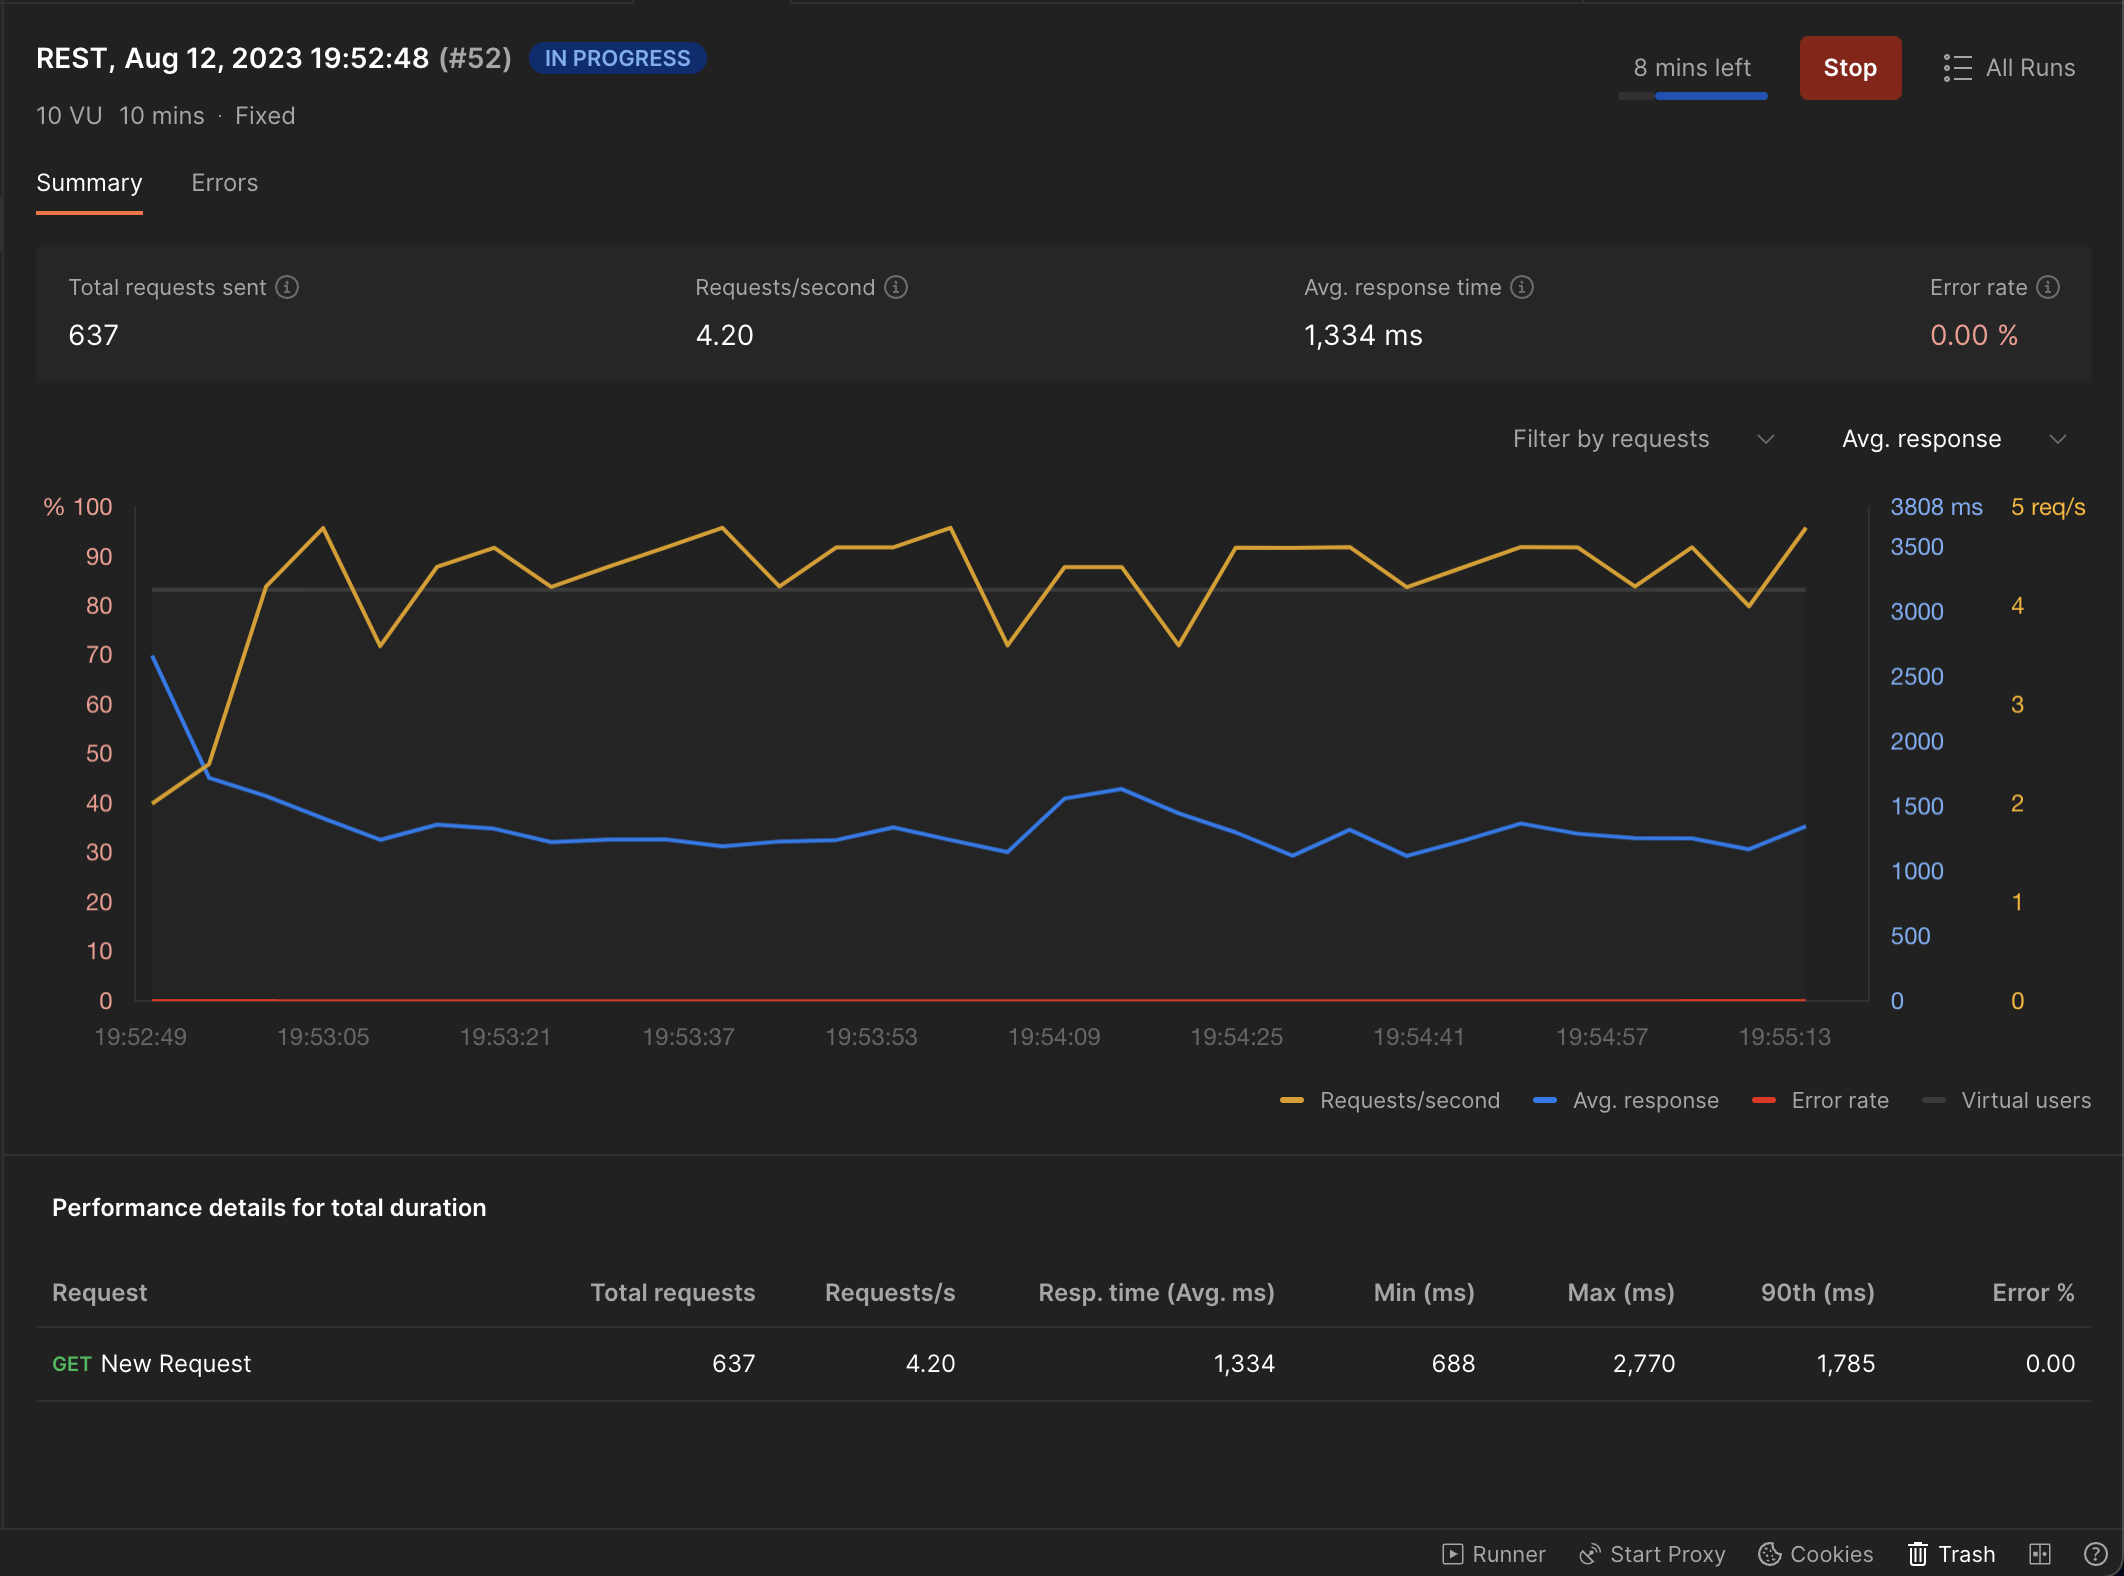 REST, Aug 12, 2023 19:52:48 (#52) IN PROGRESS
8 mins left Stop All Runs
10 VU 10 mins · Fixed
Summary Errors
Total requests sent Requests/second Avg. response time Error rate
637 4.20 1,334 ms 0.00 %
Filter by requests Avg. response
% 100 3808 ms 5 req/s
90 3500
80 3000 4
70 2500
60 3
50 2000
40 1500 2
30 1000
20 1
10 500
0 0 0
19:52:49 19:53:05 19:53:21 19:53:37 19:53:53 19:54:09 19:54:25 19:54:41 19:54:57 19:55:13
Requests/second Avg. response Error rate Virtual users
Performance details for total duration
Request Total requests Requests/s Resp. time (Avg. ms) Min (ms) Max (ms) 90th (ms) Error %
GET New Request 637 4.20 1,334 688 2,770 1,785 0.00
Runner Start Proxy Cookies Trash